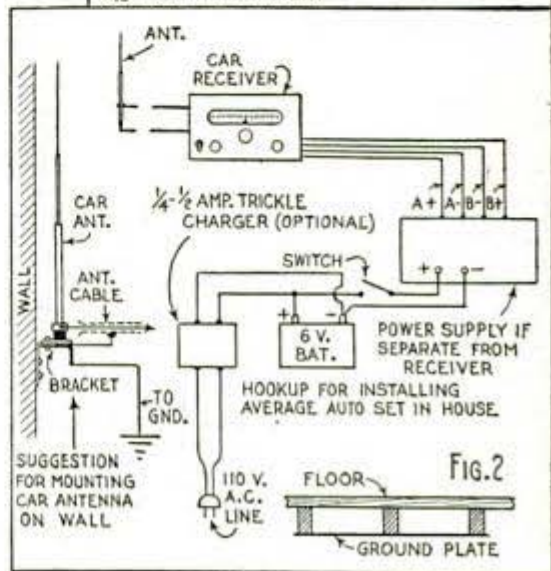 ANT.
CAR
RECEIVER
1/4-1/2 AMP. TRICKLE
CHARGER (OPTIONAL)
CAR
ANT.
ANT.
CABLE
WALL
SWITCH
A+ A- B- B+
+ -
+ -
6 V.
BAT.
POWER SUPPLY IF
SEPARATE FROM
RECEIVER
HOOKUP FOR INSTALLING
AVERAGE AUTO SET IN HOUSE
BRACKET
TO
GND.
SUGGESTION
FOR MOUNTING
CAR ANTENNA
ON WALL
110 V.
A.C.
LINE
FIG.2
FLOOR
GROUND PLATE